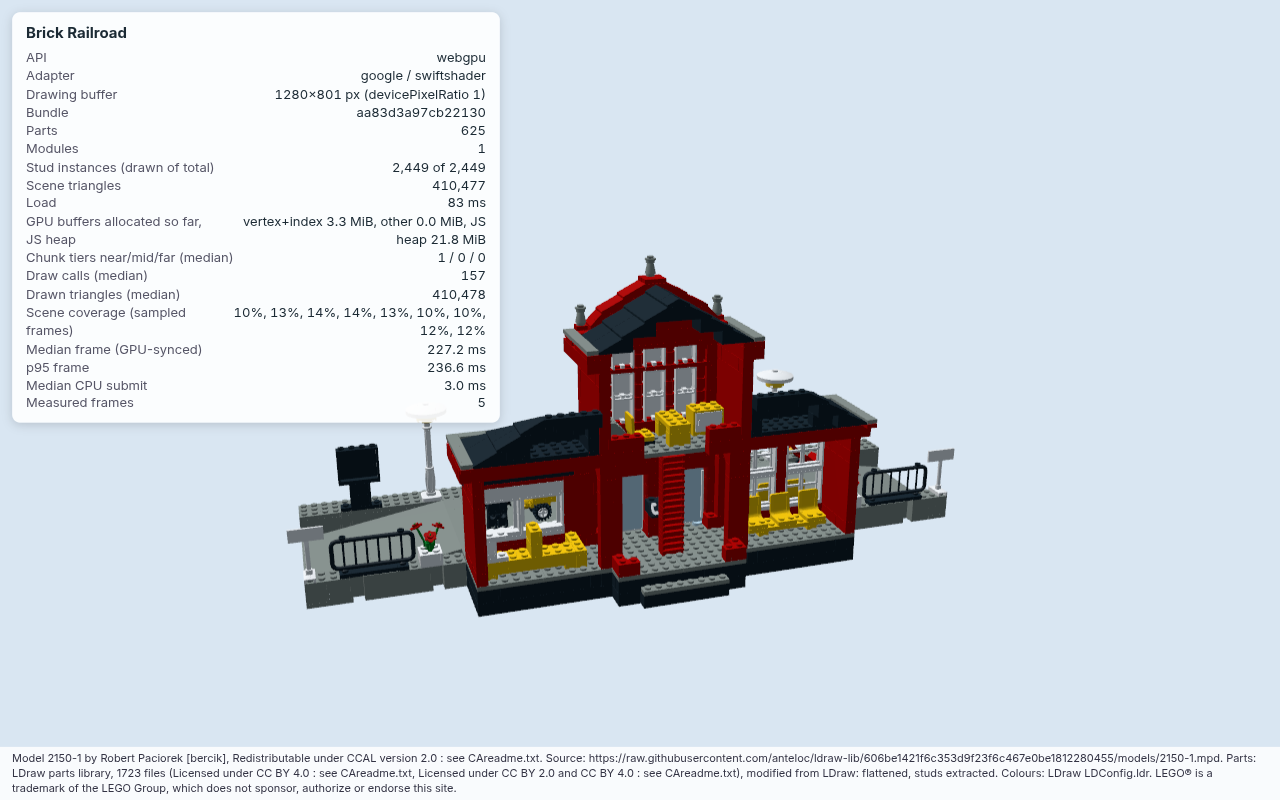 Brick Railroad
API webgpu
Adapter google / swiftshader
Drawing buffer 1280×801 px (devicePixelRatio 1)
Bundle aa83d3a97cb22130
Parts 625
Modules 1
Stud instances (drawn of total) 2,449 of 2,449
Scene triangles 410,477
Load 83 ms
GPU buffers allocated so far, vertex+index 3.3 MiB, other 0.0 MiB, JS
JS heap heap 21.8 MiB
Chunk tiers near/mid/far (median) 1 / 0 / 0
Draw calls (median) 157
Drawn triangles (median) 410,478
Scene coverage (sampled 10%, 13%, 14%, 14%, 13%, 10%, 10%,
frames) 12%, 12%
Median frame (GPU-synced) 227.2 ms
p95 frame 236.6 ms
Median CPU submit 3.0 ms
Measured frames 5
Model 2150-1 by Robert Paciorek [bercik], Redistributable under CCAL version 2.0 : see CAreadme.txt. Source: https://raw.githubusercontent.com/anteloc/ldraw-lib/606be1421f6c353d9f23f6c467e0be1812280455/models/2150-1.mpd. Parts:
LDraw parts library, 1723 files (Licensed under CC BY 4.0 : see CAreadme.txt, Licensed under CC BY 2.0 and CC BY 4.0 : see CAreadme.txt), modified from LDraw: flattened, studs extracted. Colours: LDraw LDConfig.ldr. LEGO® is a
trademark of the LEGO Group, which does not sponsor, authorize or endorse this site.